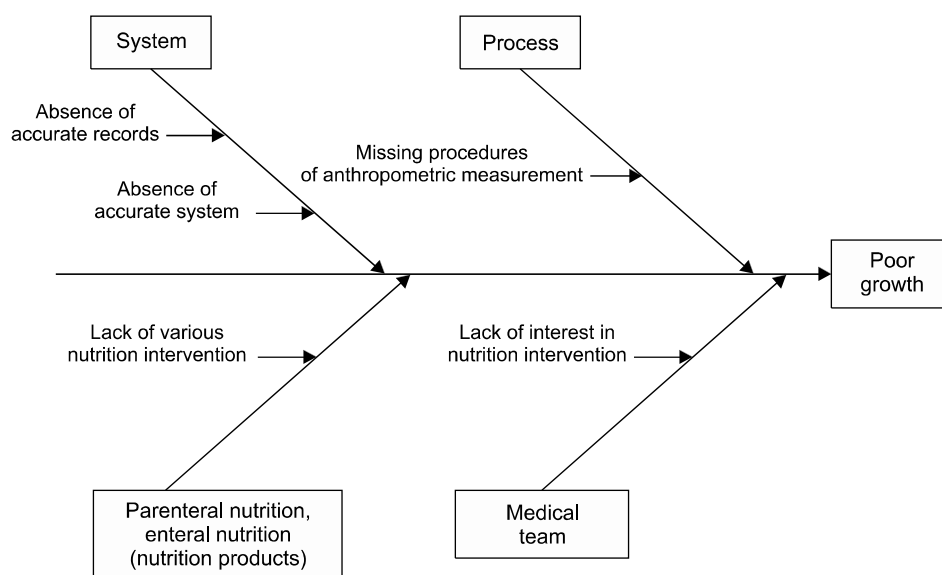 System
Process
Absence of
accurate records
Missing procedures
of anthropometric measurement
Absence of
accurate system
Poor
growth
Lack of various
nutrition intervention
Lack of interest in
nutrition intervention
Parenteral nutrition,
enteral nutrition
(nutrition products)
Medical
team